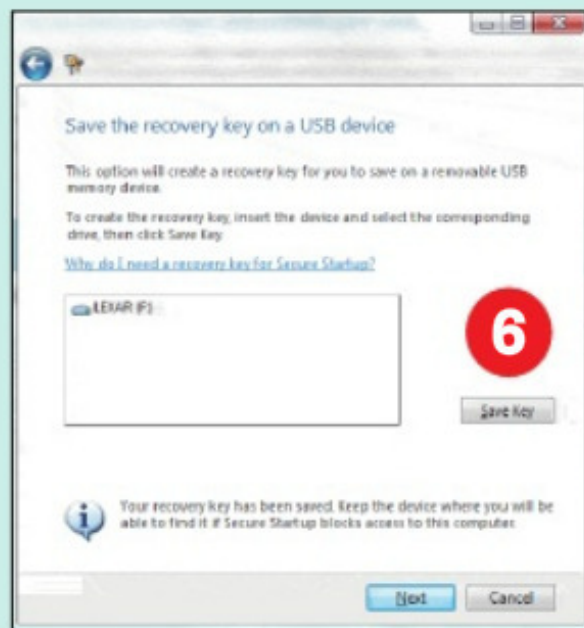 Save the recovery key on a USB device
This option will create a recovery key for you to save on a removable USB
memory device.
To create the recovery key, insert the device and select the corresponding
drive, then click Save Key
Why do I need a recovery key for Secure Startup?
LEXAR (F)
6
Save Key
Your recovery key has been saved. Keep the device where you will be
able to find it if Secure Startup blocks access to this computer.
Next
Cancel